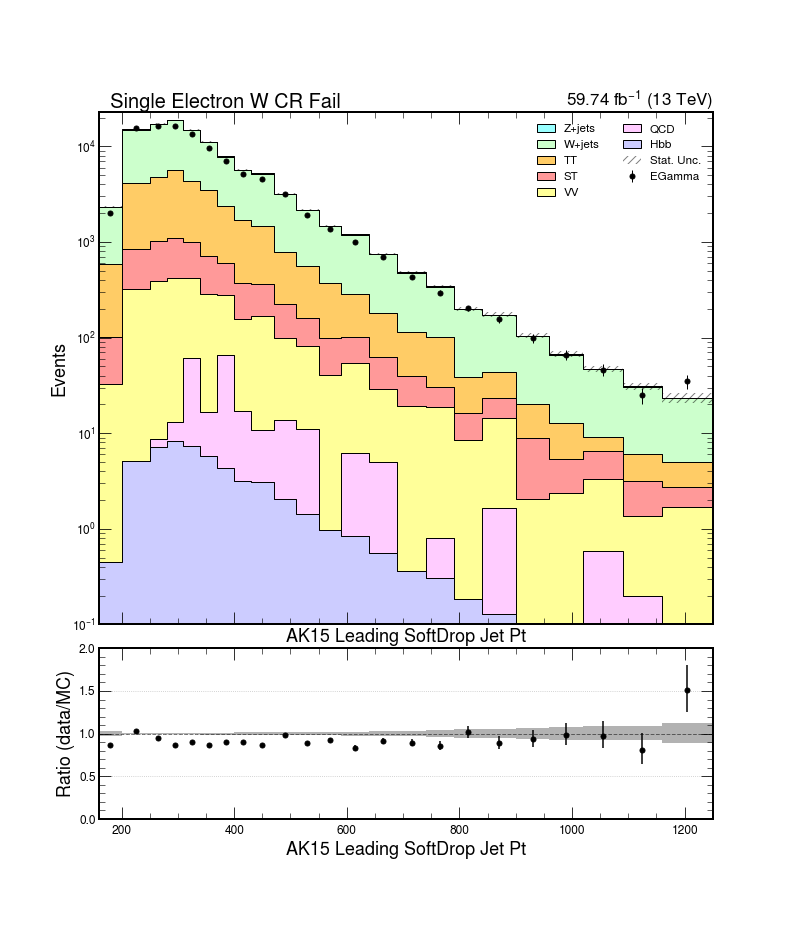 Single Electron W CR Fail
59.74 fb⁻¹ (13 TeV)
Z+jets
W+jets
TT
ST
VV
QCD
Hbb
Stat. Unc.
EGamma
Events
10⁴
10³
10²
10¹
10⁰
10⁻¹
AK15 Leading SoftDrop Jet Pt
Ratio (data/MC)
2.0
1.5
1.0
0.5
0.0
200 400 600 800 1000 1200
AK15 Leading SoftDrop Jet Pt